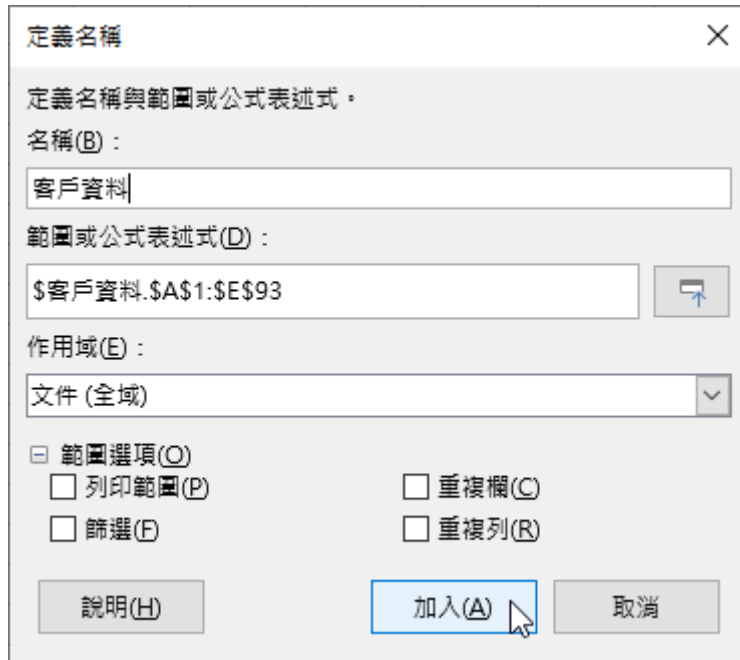 定義名稱
定義名稱與範圍或公式表述式。
名稱(B)：
客戶資料
範圍或公式表述式(D)：
$客戶資料.$A$1:$E$93
作用域(E)：
文件 (全域)
範圍選項(O)
列印範圍(P) 重複欄(C)
篩選(F) 重複列(R)
說明(H) 加入(A) 取消